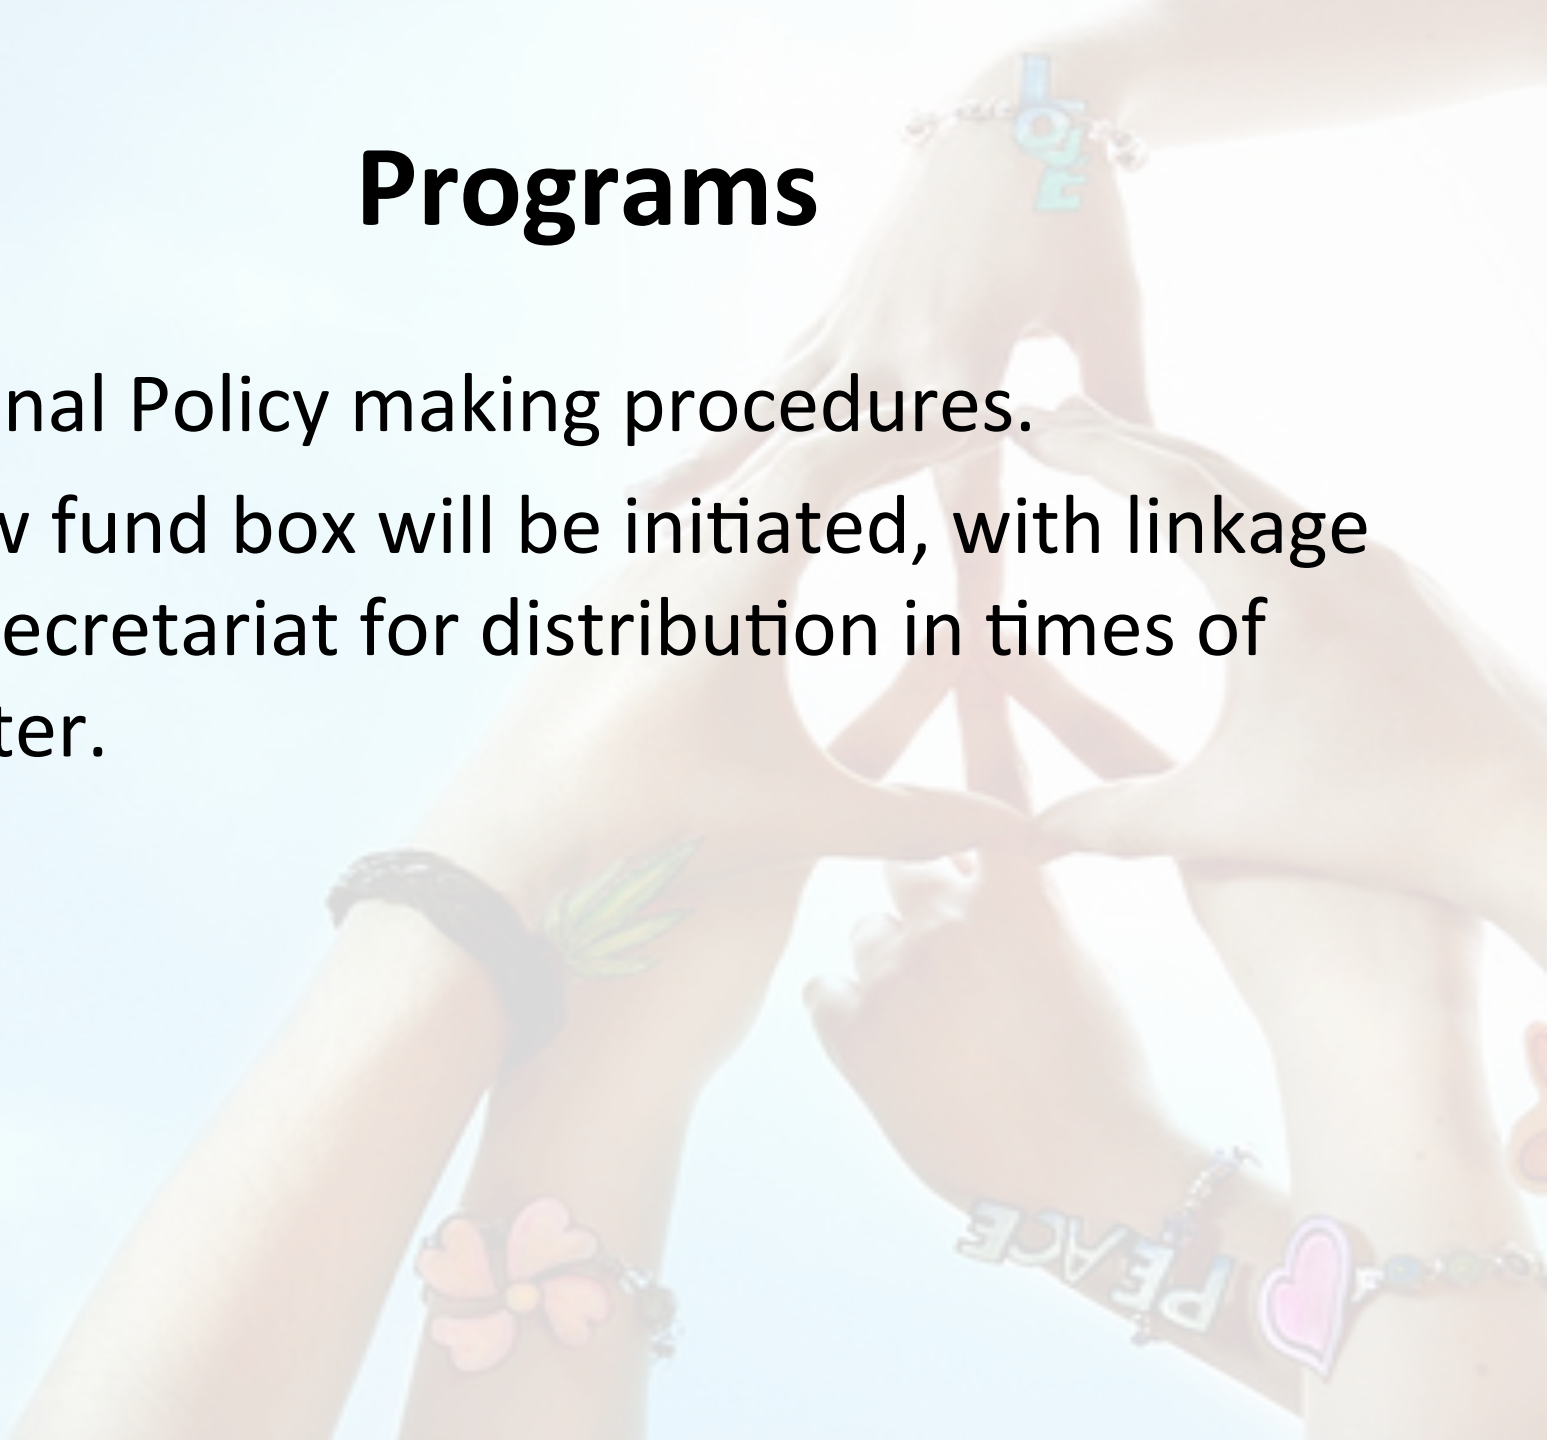 LOVE
Programs
nal Policy making procedures.
w fund box will be initiated, with linkage
ecretariat for distribution in times of
ter.
PEACE